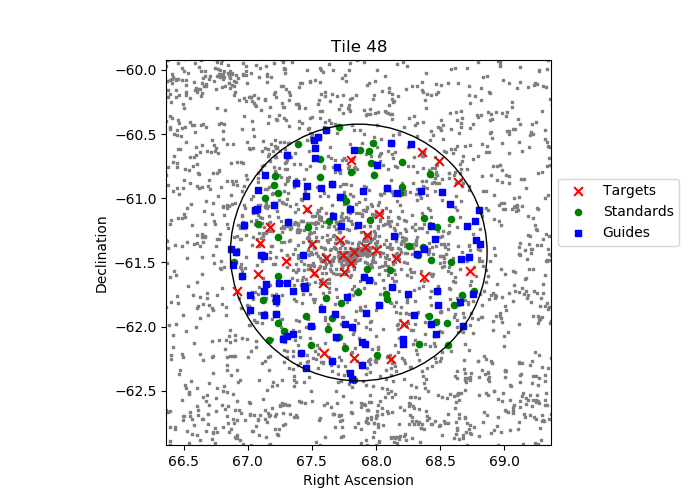 Tile 48
−60.0
−60.5
−61.0
−61.5
−62.0
−62.5
Declination
66.5 67.0 67.5 68.0 68.5 69.0
Right Ascension
Targets
Standards
Guides